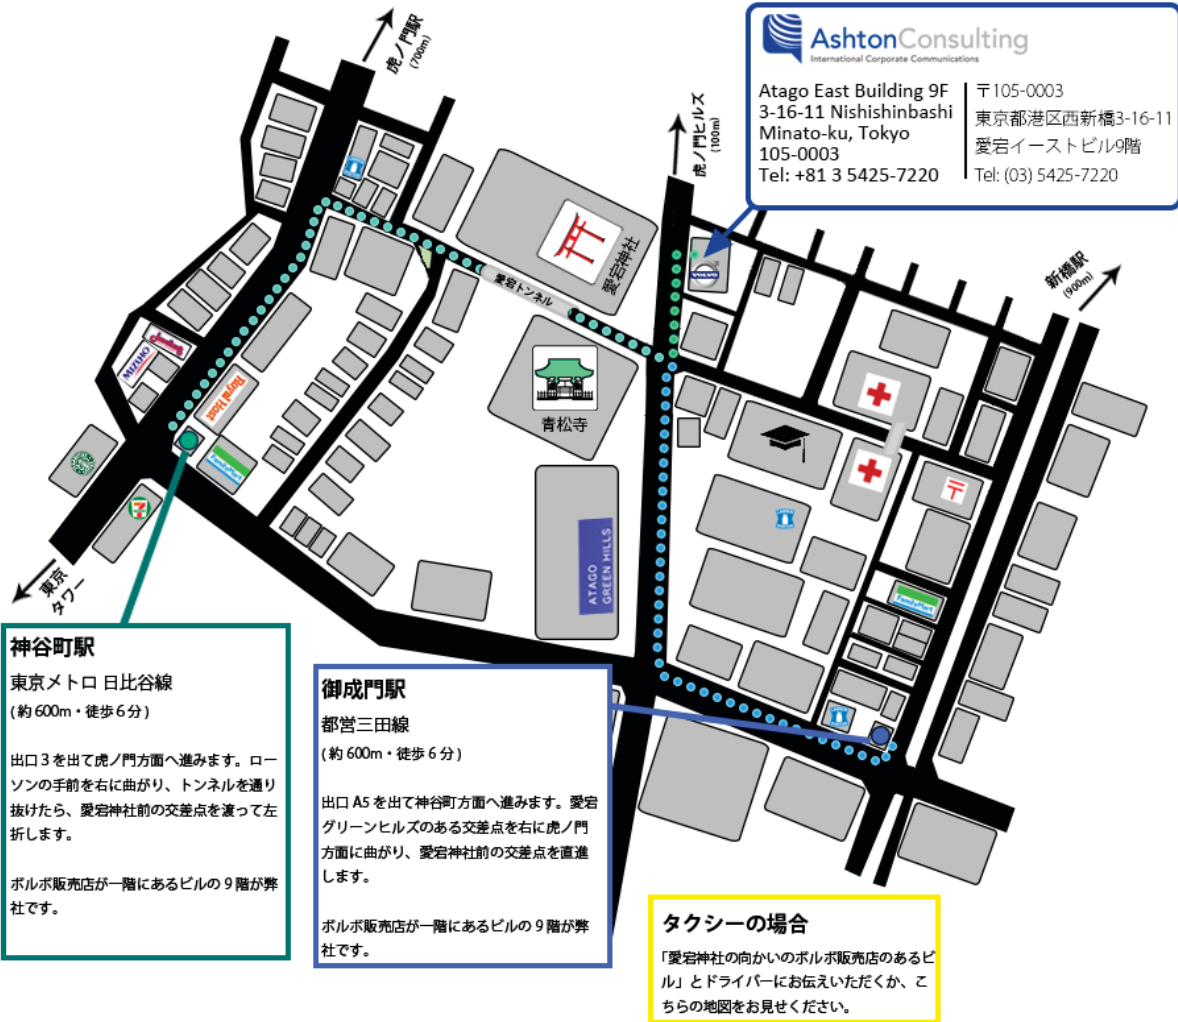 虎ノ門駅
(700m)
虎ノ門ヒルズ
(100m)
AshtonConsulting
International Corporate Communications
Atago East Building 9F
3-16-11 Nishishinbashi
Minato-ku, Tokyo
105-0003
Tel: +81 3 5425-7220
〒105-0003
東京都港区西新橋3-16-11
愛宕イーストビル9階
Tel: (03) 5425-7220
新橋駅
(900m)
愛宕神社
愛宕トンネル
VOLVO
MIZUHO
Royal Host
FamilyMart
青松寺
〒
ATAGO
GREEN HILLS
FamilyMart
東京
タワー
神谷町駅
東京メトロ 日比谷線
(約 600m・徒歩 6 分)
出口 3 を出て虎ノ門方面へ進みます。ロー
ソンの手前を右に曲がり、トンネルを通り
抜けたら、愛宕神社前の交差点を渡って左
折します。
ボルボ販売店が一階にあるビルの 9 階が弊
社です。
御成門駅
都営三田線
(約 600m・徒歩 6 分)
出口 A5 を出て神谷町方面へ進みます。愛宕
グリーンヒルズのある交差点を右に虎ノ門
方面に曲がり、愛宕神社前の交差点を直進
します。
ボルボ販売店が一階にあるビルの 9 階が弊
社です。
タクシーの場合
「愛宕神社の向かいのボルボ販売店のあるビ
ル」とドライバーにお伝えいただくか、こ
ちらの地図をお見せください。